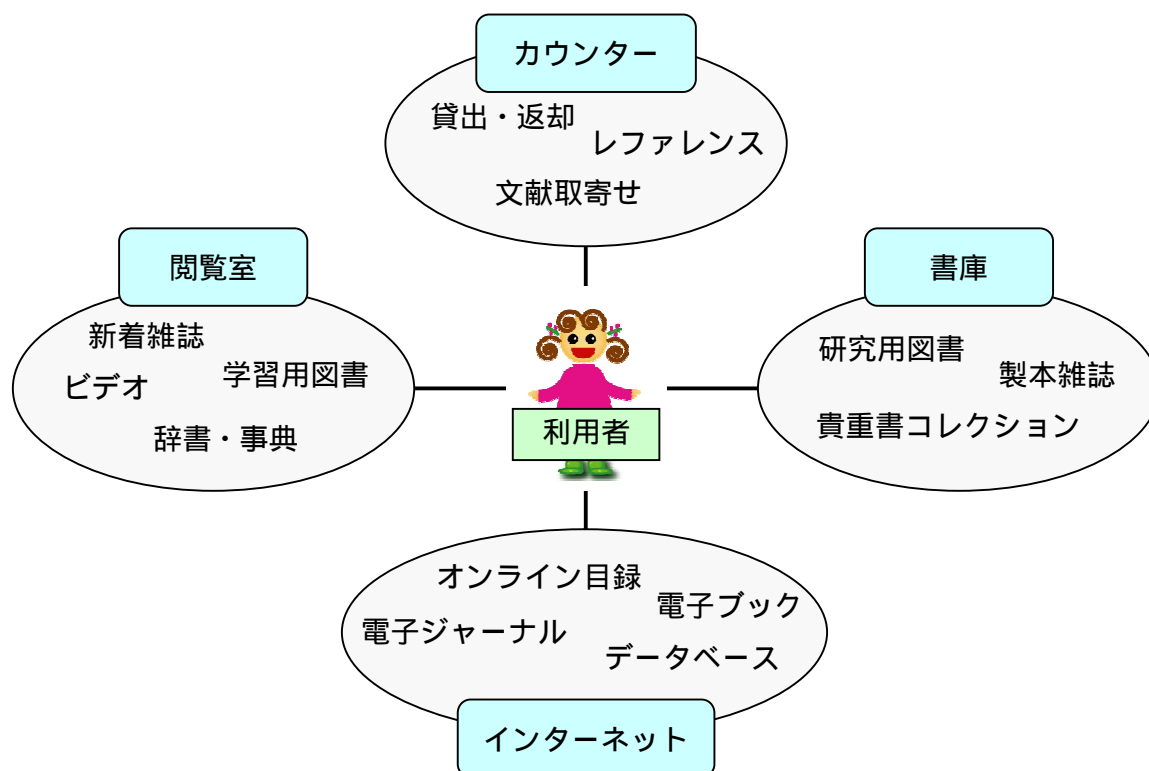 カウンター
貸出・返却
レファレンス
文献取寄せ
閲覧室
新着雑誌
学習用図書
ビデオ
辞書・事典
書庫
研究用図書
製本雑誌
貴重書コレクション
利用者
オンライン目録
電子ブック
電子ジャーナル
データベース
インターネット